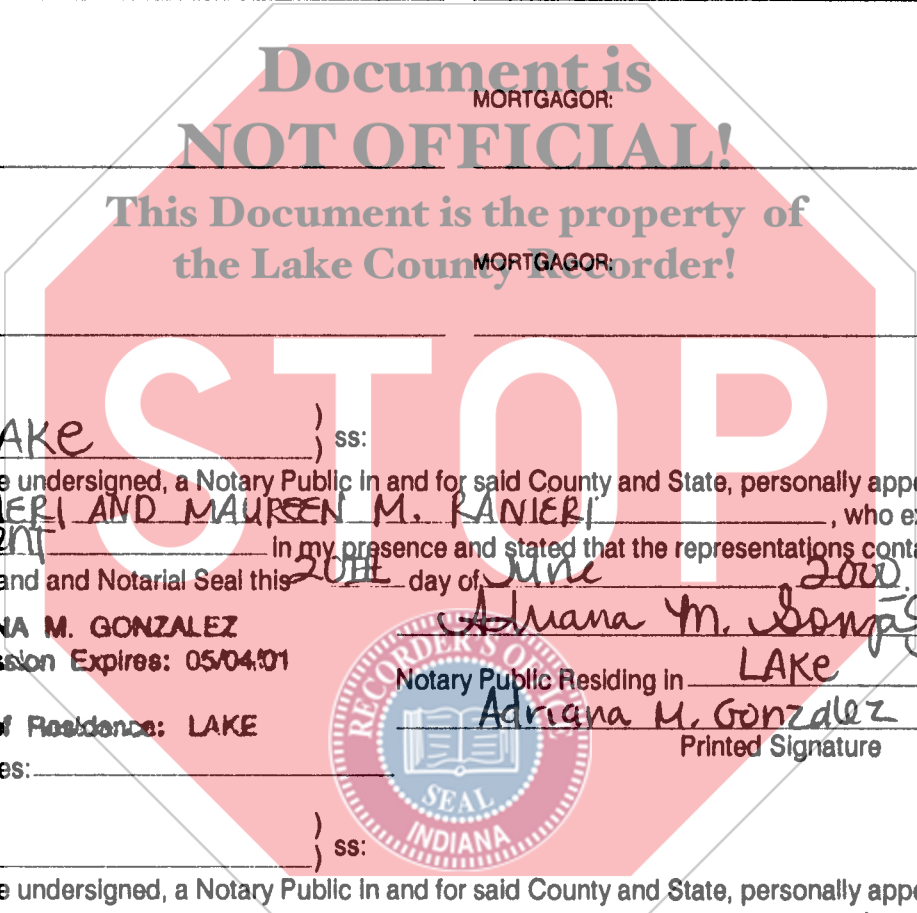 Document is
MORTGAGOR:
NOT OFFICIAL!
This Document is the property of
the Lake County Recorder!
MORTGAGOR:
STOP
AKe ) ss:
)
e undersigned, a Notary Public in and for said County and State, personally appe
IERI AND MAUREEN M. RANIERI, who ex
ENT in my presence and stated that the representations conta
and and Notarial Seal this 20TH day of June 2000.
Adriana M. Gonzal
NA M. GONZALEZ
ssion Expires: 05/04/01
Notary Public Residing in LAKe
f Residence: LAKE
Adriana M. Gonzalez
Printed Signature
es:
RECORDER'S OFFICE
SEAL
INDIANA
)
) ss:
e undersigned, a Notary Public in and for said County and State, personally appe